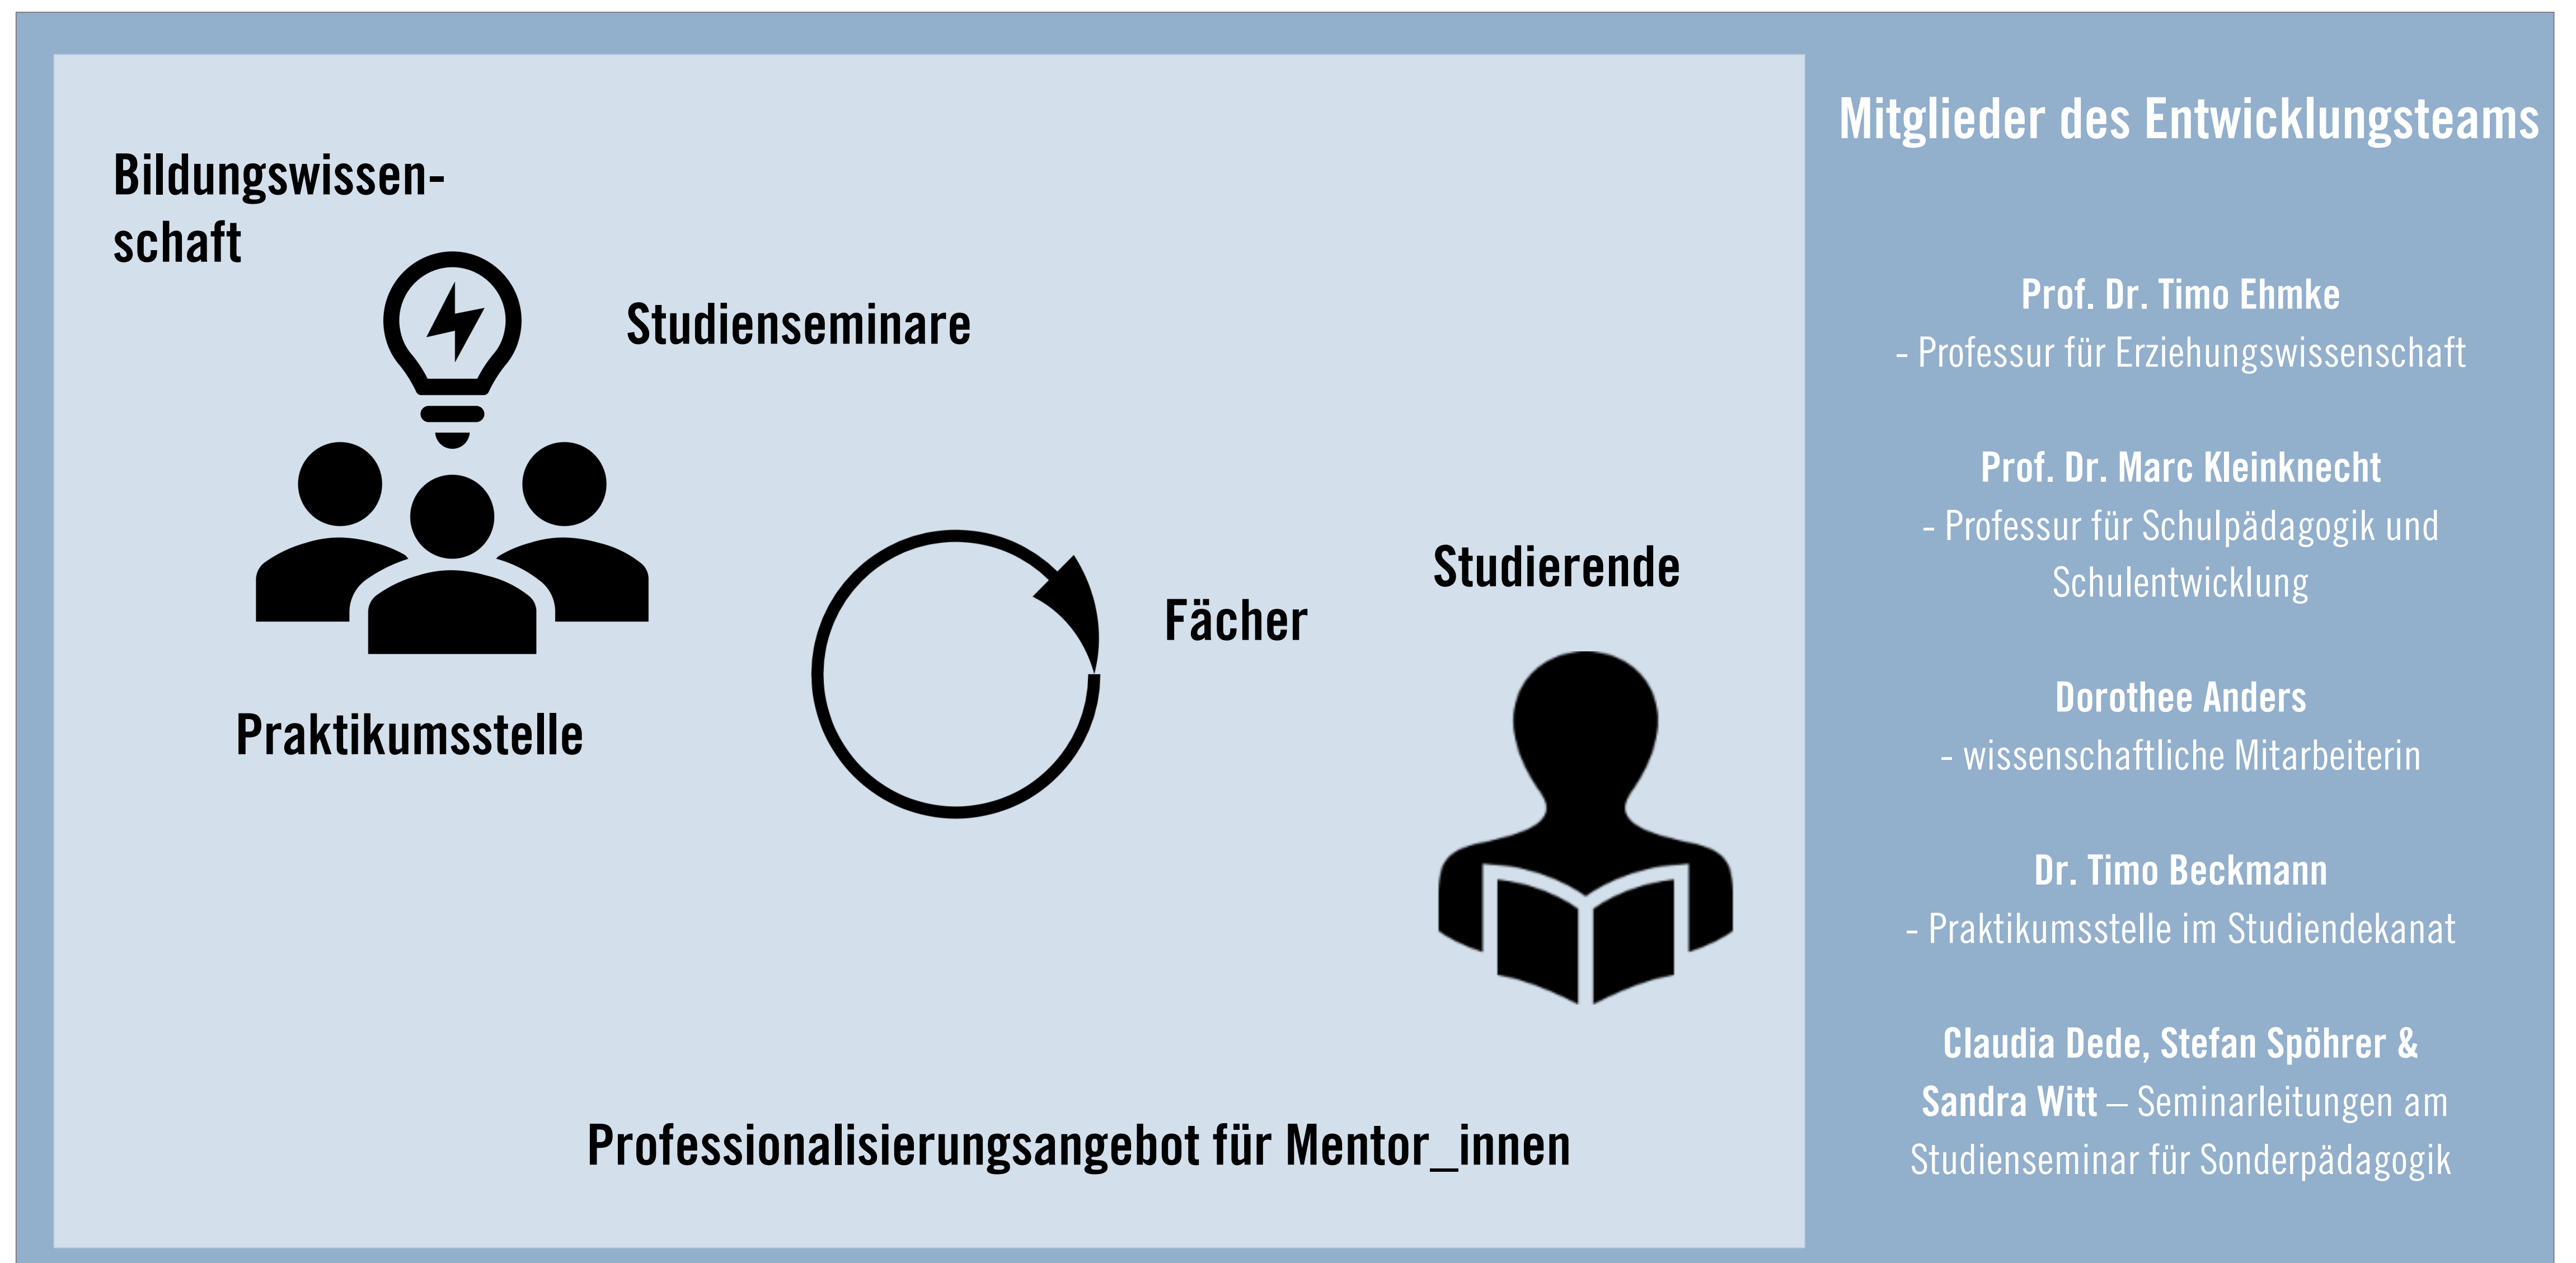 Bildungswissen-
schaft
Studienseminare
Praktikumsstelle
Fächer
Studierende
Professionalisierungsangebot für Mentor_innen
Mitglieder des Entwicklungsteams
Prof. Dr. Timo Ehmke
- Professur für Erziehungswissenschaft
Prof. Dr. Marc Kleinknecht
- Professur für Schulpädagogik und
Schulentwicklung
Dorothee Anders
- wissenschaftliche Mitarbeiterin
Dr. Timo Beckmann
- Praktikumsstelle im Studiendekanat
Claudia Dede, Stefan Spöhrer &
Sandra Witt – Seminarleitungen am
Studienseminar für Sonderpädagogik